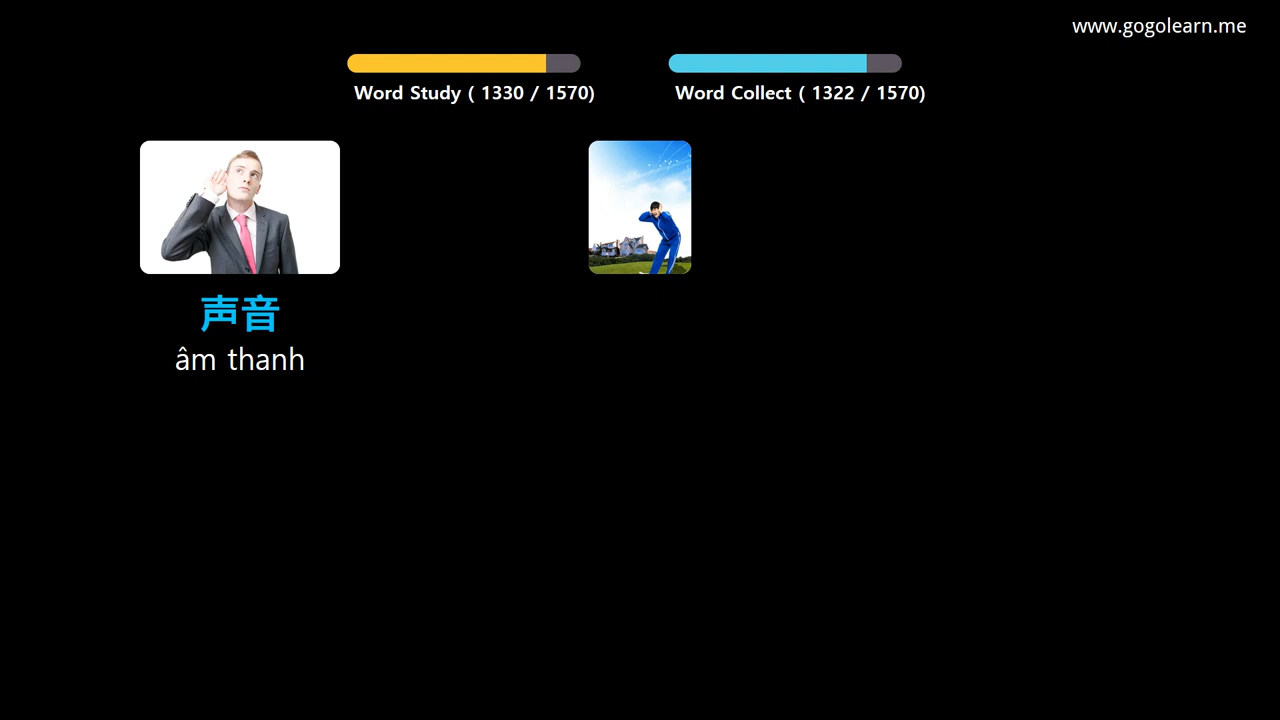 www.gogolearn.me
Word Study ( 1330 / 1570)
Word Collect ( 1322 / 1570)
声音
âm thanh